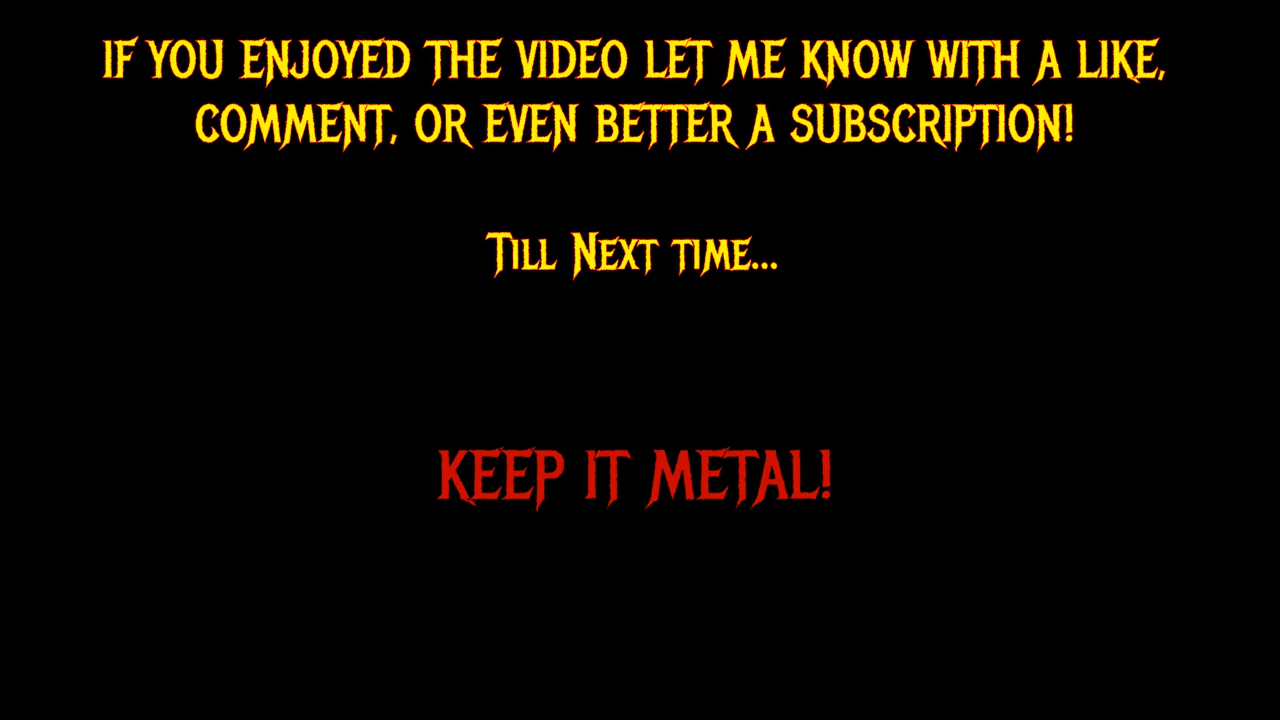 IF YOU ENJOYED THE VIDEO LET ME KNOW WITH A LIKE,
COMMENT, OR EVEN BETTER A SUBSCRIPTION!
TILL NEXT TIME...
KEEP IT METAL!